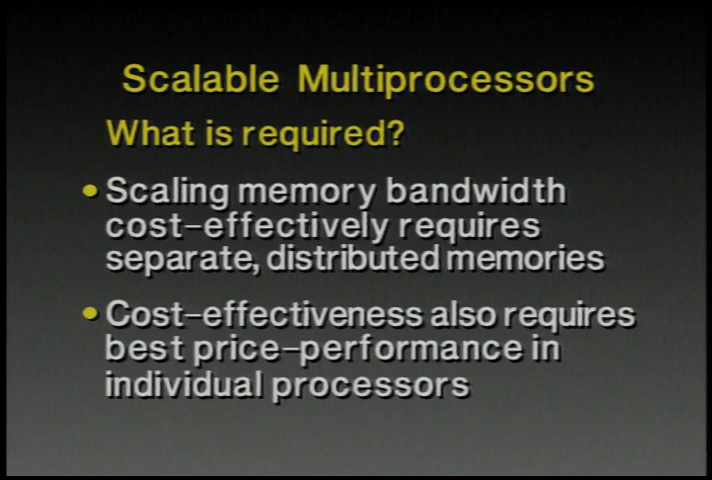 Scalable Multiprocessors
What is required?
• Scaling memory bandwidth
cost-effectively requires
separate, distributed memories
• Cost-effectiveness also requires
best price-performance in
individual processors